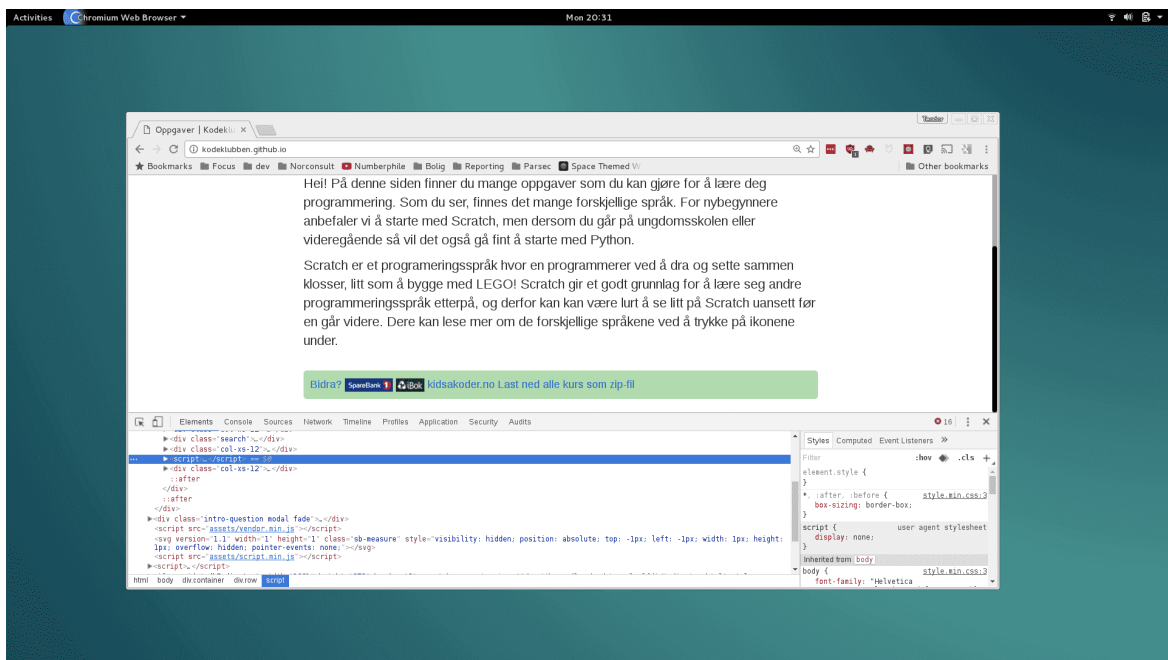 Activities Chromium Web Browser Mon 20:31
Oppgaver | Kodeklu
kodeklubben.github.io
Bookmarks Focus dev Norconsult Numberphile Bolig Reporting Parsec Space Themed W Other bookmarks
Hei! På denne siden finner du mange oppgaver som du kan gjøre for å lære deg
programmering. Som du ser, finnes det mange forskjellige språk. For nybegynnere
anbefaler vi å starte med Scratch, men dersom du går på ungdomsskolen eller
videregående så vil det også gå fint å starte med Python.
Scratch er et programeringsspråk hvor en programmerer ved å dra og sette sammen
klosser, litt som å bygge med LEGO! Scratch gir et godt grunnlag for å lære seg andre
programmeringsspråk etterpå, og derfor kan kan være lurt å se litt på Scratch uansett før
en går videre. Dere kan lese mer om de forskjellige språkene ved å trykke på ikonene
under.
Bidra? SpareBank 1 iBok kidsakoder.no Last ned alle kurs som zip-fil
Elements Console Sources Network Timeline Profiles Application Security Audits 16
<div class="search">…</div>
<div class="col-xs-12">…</div>
<script>…</script> == $0
<div class="col-xs-12">…</div>
::after
</div>
::after
</div>
<div class="intro-question modal fade">…</div>
<script src="assets/vendor.min.js"></script>
<svg version="1.1" width="1" height="1" class="sb-measure" style="visibility: hidden; position: absolute; top: -1px; left: -1px; width: 1px; height:
1px; overflow: hidden; pointer-events: none;"></svg>
<script src="assets/script.min.js"></script>
<script>…</script>
html body div.container div.row script
Styles Computed Event Listeners
Filter :hov .cls +
element.style {
}
*, :after, :before { style.min.css:3
box-sizing: border-box;
}
script { user agent stylesheet
display: none;
}
Inherited from body
body { style.min.css:3
font-family: "Helvetica